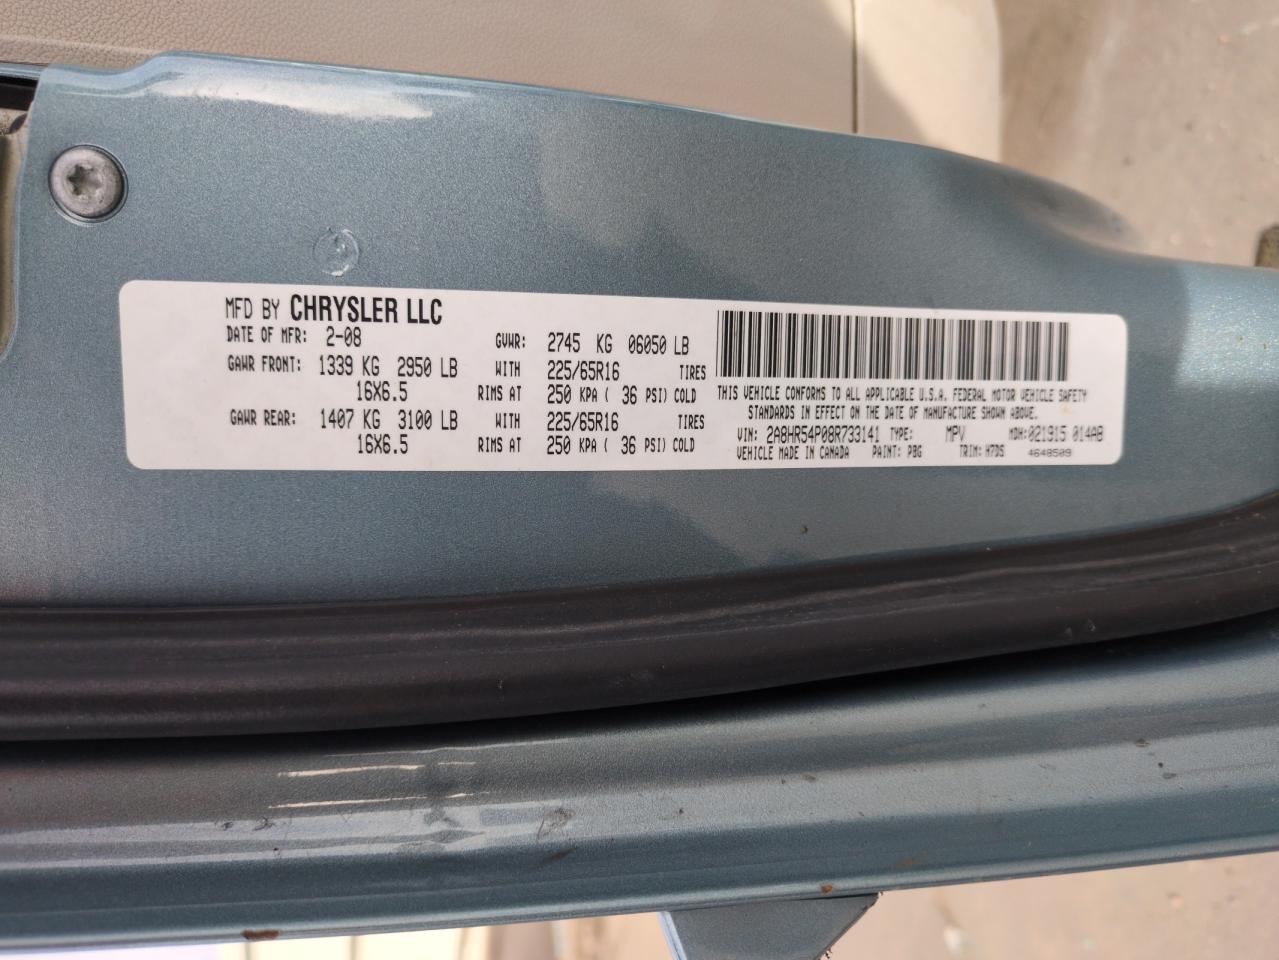 MFD BY CHRYSLER LLC
DATE OF MFR: 2-08 GVWR: 2745 KG 06050 LB
GAWR FRONT: 1339 KG 2950 LB WITH 225/65R16 TIRES
16X6.5 RIMS AT 250 KPA ( 36 PSI) COLD
GAWR REAR: 1407 KG 3100 LB WITH 225/65R16 TIRES
16X6.5 RIMS AT 250 KPA ( 36 PSI) COLD
THIS VEHICLE CONFORMS TO ALL APPLICABLE U.S.A. FEDERAL MOTOR VEHICLE SAFETY
STANDARDS IN EFFECT ON THE DATE OF MANUFACTURE SHOWN ABOVE.
VIN: 2A8HR54P08R733141 TYPE: MPV MDH: 021915 014AB
VEHICLE MADE IN CANADA PAINT: PBG TRIM: H7DS 4648509